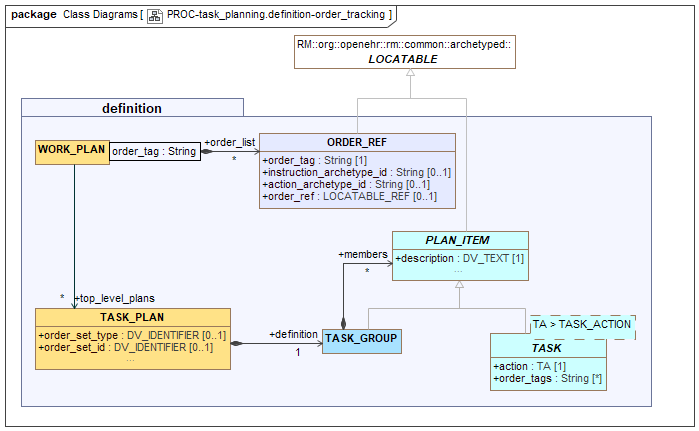 package Class Diagrams [ PROC-task_planning.definition-order_tracking ]
RM::org::openehr::rm::common::archetyped::
LOCATABLE
definition
WORK_PLAN
order_tag : String
+order_list
*
ORDER_REF
+order_tag : String [1]
+instruction_archetype_id : String [0..1]
+action_archetype_id : String [0..1]
+order_ref : LOCATABLE_REF [0..1]
PLAN_ITEM
+description : DV_TEXT [1]
...
+members
*
*
+top_level_plans
TASK_PLAN
+order_set_type : DV_IDENTIFIER [0..1]
+order_set_id : DV_IDENTIFIER [0..1]
...
+definition
1
TASK_GROUP
TA > TASK_ACTION
TASK
+action : TA [1]
+order_tags : String [*]